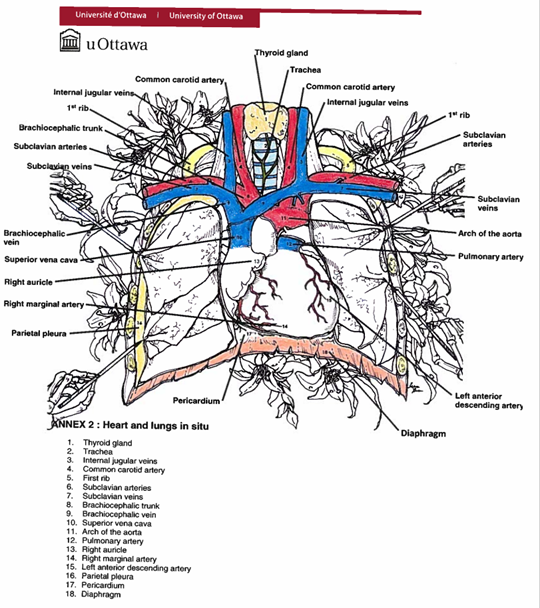 Université d'Ottawa | University of Ottawa
uOttawa
Thyroid gland
Trachea
Common carotid artery
Common carotid artery
Internal jugular veins
Internal jugular veins
1st rib
1st rib
Brachiocephalic trunk
Subclavian arteries
Subclavian arteries
Subclavian veins
Subclavian veins
Brachiocephalic vein
Arch of the aorta
Superior vena cava
Pulmonary artery
Right auricle
Right marginal artery
Parietal pleura
Pericardium
Left anterior descending artery
Diaphragm
ANNEX 2 : Heart and lungs in situ
1. Thyroid gland
2. Trachea
3. Internal jugular veins
4. Common carotid artery
5. First rib
6. Subclavian arteries
7. Subclavian veins
8. Brachiocephalic trunk
9. Brachiocephalic vein
10. Superior vena cava
11. Arch of the aorta
12. Pulmonary artery
13. Right auricle
14. Right marginal artery
15. Left anterior descending artery
16. Parietal pleura
17. Pericardium
18. Diaphragm